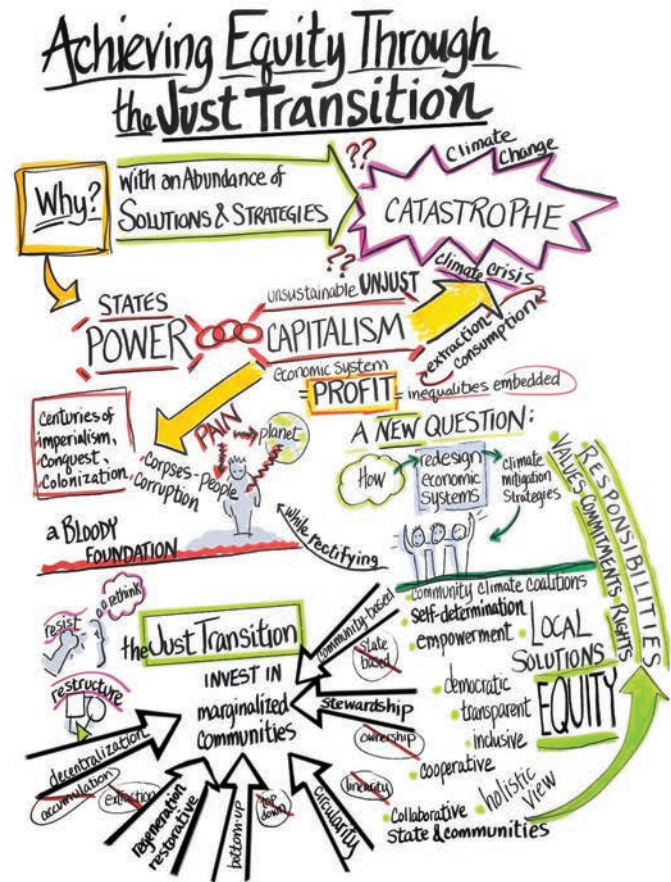 Achieving Equity Through
the Just Transition
Why?
With an Abundance of
SOLUTIONS & STRATEGIES
??
Climate
Change
CATASTROPHE
??
climate crisis
STATES
POWER
unsustainable UNJUST
CAPITALISM
economic system
= PROFIT = inequalities embedded
extraction
consumption
centuries of
imperialism,
conquest,
colonization
PAIN
planet
corpses - people
corruption
a BLOODY
FOUNDATION
A NEW QUESTION:
How
redesign
economic
systems
climate
mitigation
strategies
while rectifying
RESPONSIBILITIES
VALUES COMMITMENTS RIGHTS
community climate coalitions
self-determination
empowerment
LOCAL
SOLUTIONS
democratic
transparent
inclusive
cooperative
EQUITY
holistic
view
Collaborative
state & communities
resist
rethink
restructure
the Just Transition
INVEST IN
marginalized
communities
community-based
state
based
stewardship
ownership
linearity
circularity
top
down
bottom-up
regeneration
restorative
extraction
accumulation
decentralization